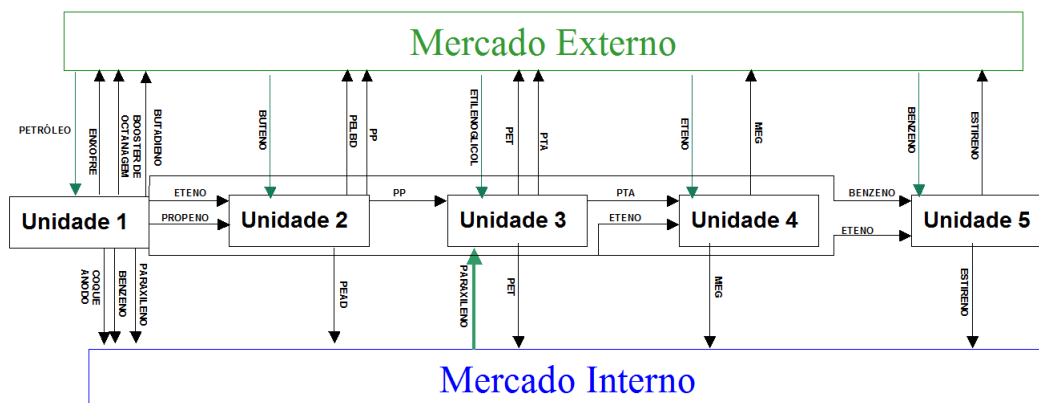 Mercado Externo
PETRÓLEO
ENXOFRE
BOOSTER DE
OCTANAGEM
BUTADIENO
BUTENO
PELBD
PP
ETILENOGLICOL
PET
PTA
ETENO
MEG
BENZENO
ESTIRENO
ETENO
PROPENO
PP
PTA
ETENO
BENZENO
ETENO
Unidade 1
Unidade 2
Unidade 3
Unidade 4
Unidade 5
COQUE
ANODO
BENZENO
PARAXILENO
PEAD
PARAXILENO
PET
MEG
ESTIRENO
Mercado Interno